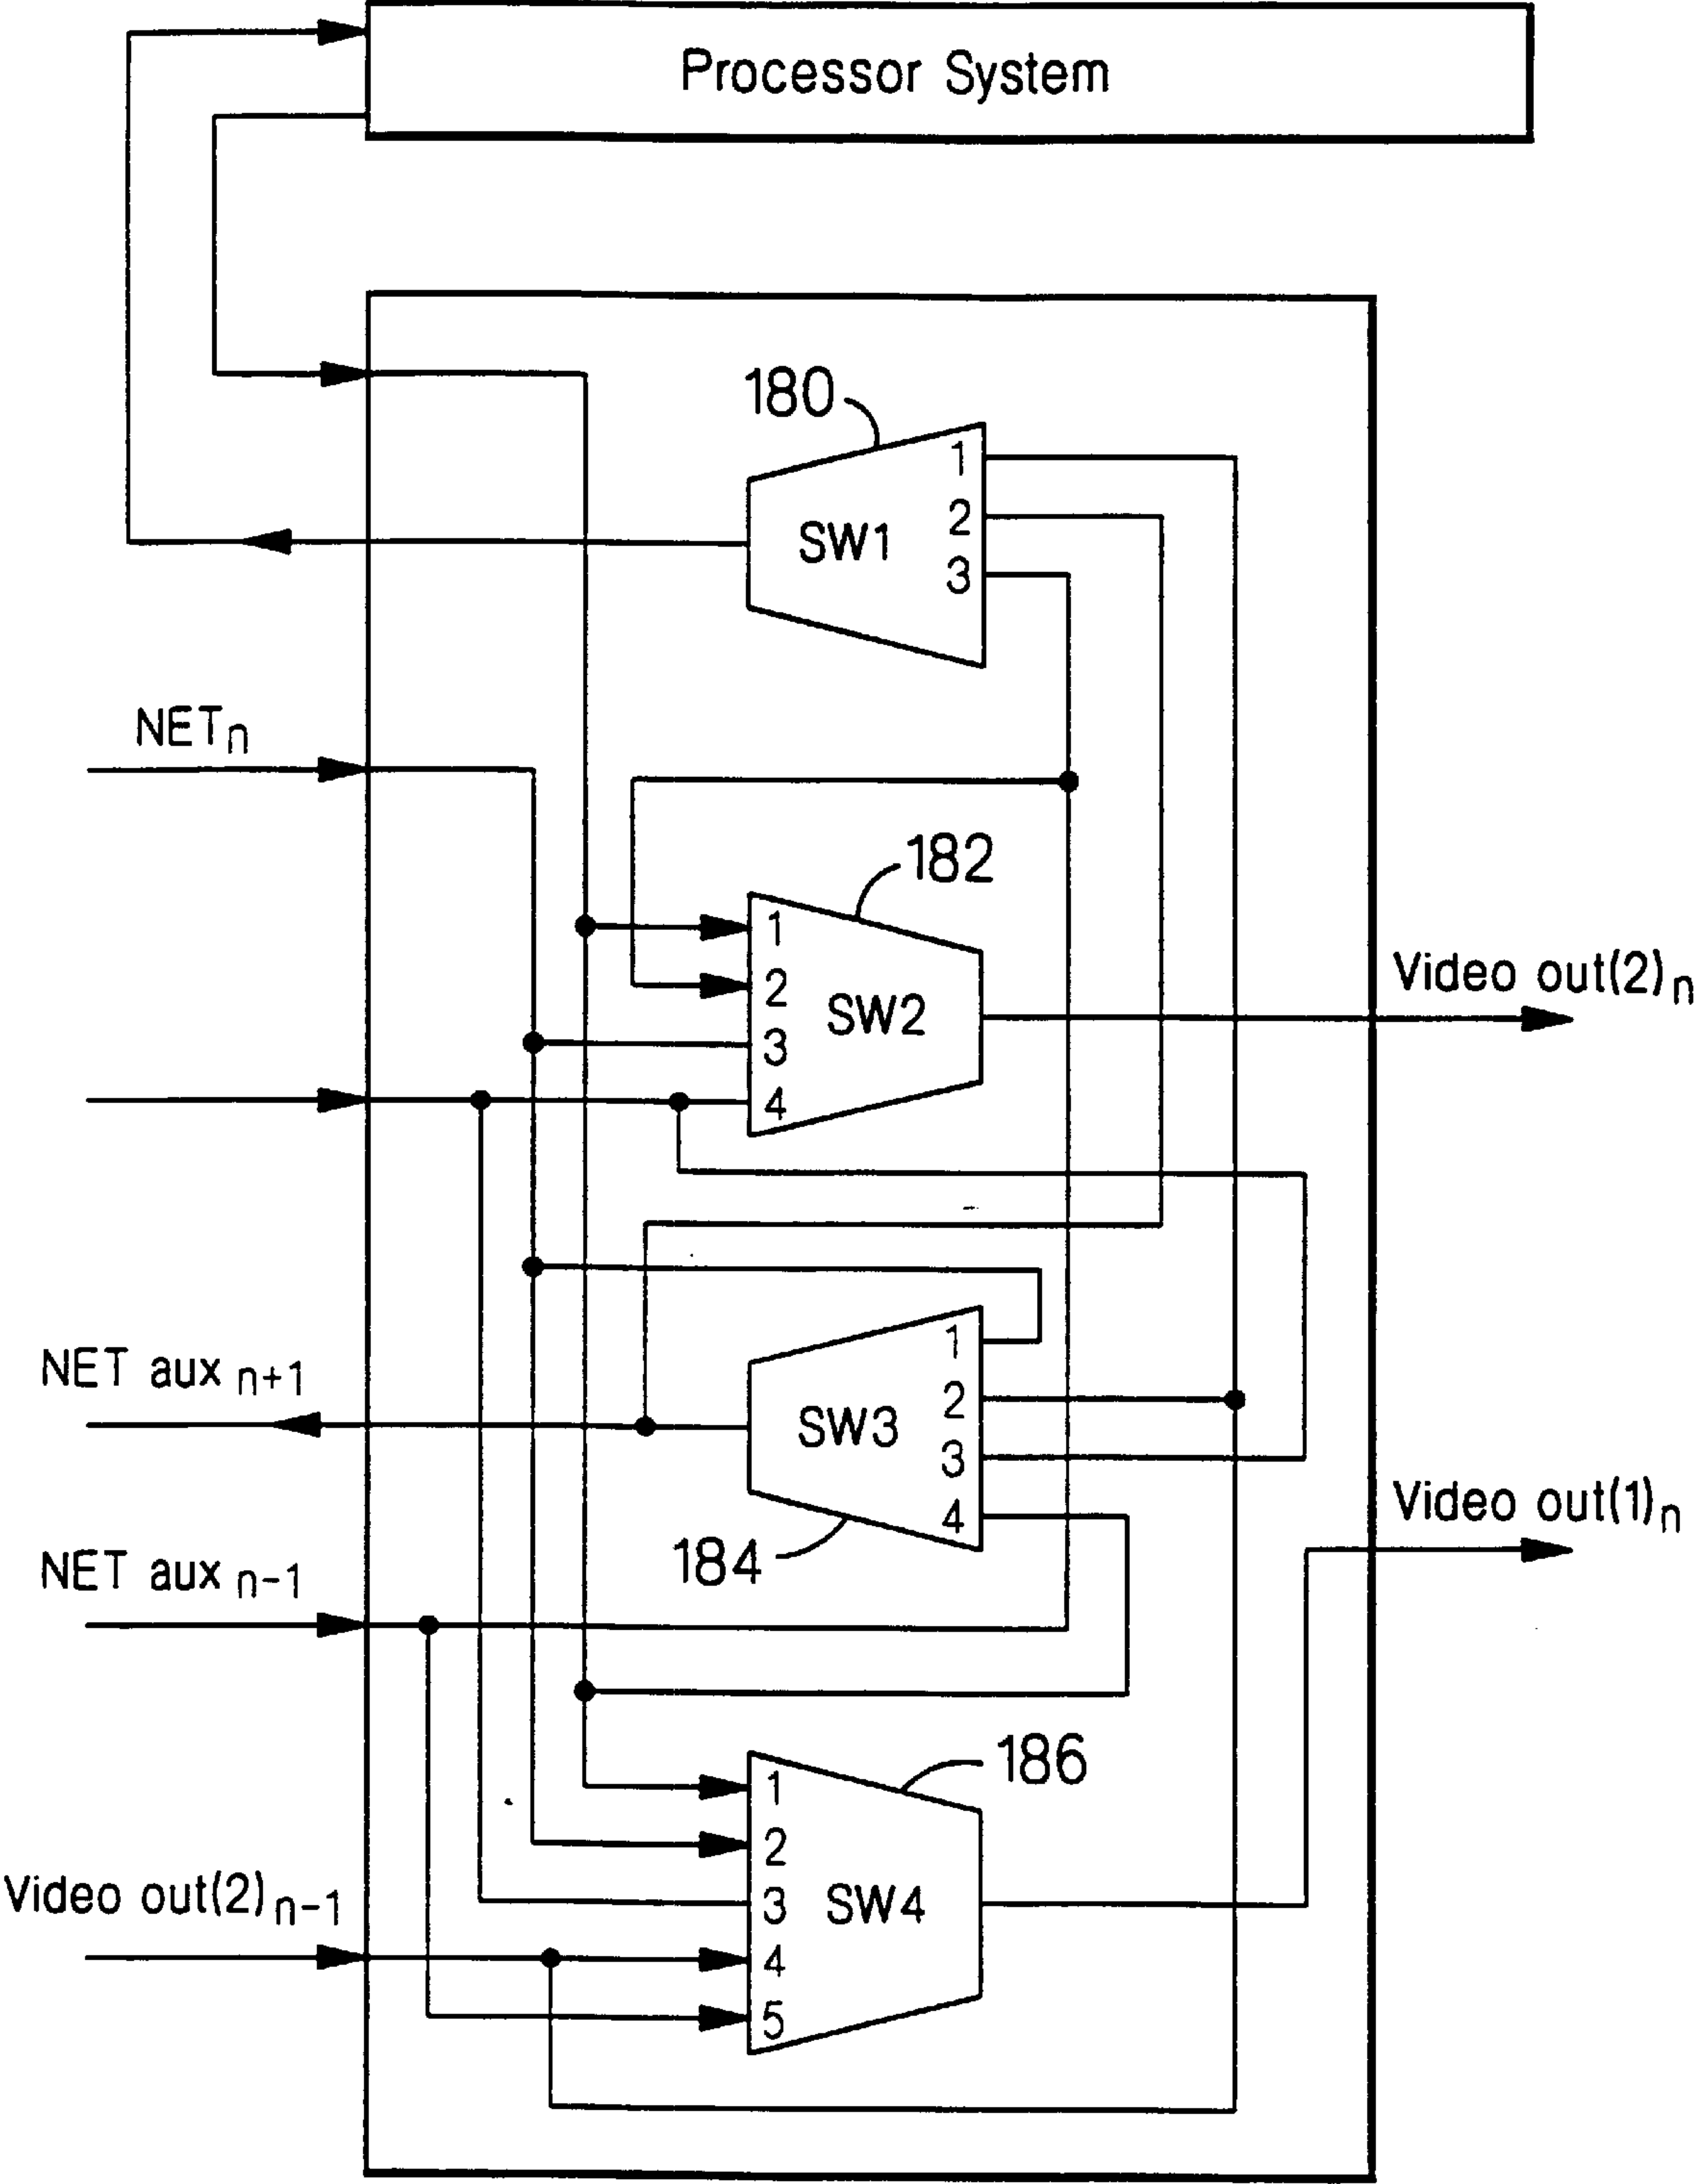 Processor System
180
1
2
SW1
3
NETn
182
1
2
SW2
3
4
Video out(2)n
NET aux n+1
1
2
SW3
3
4
184
Video out(1)n
NET aux n-1
186
1
2
3
SW4
4
5
Video out(2)n-1